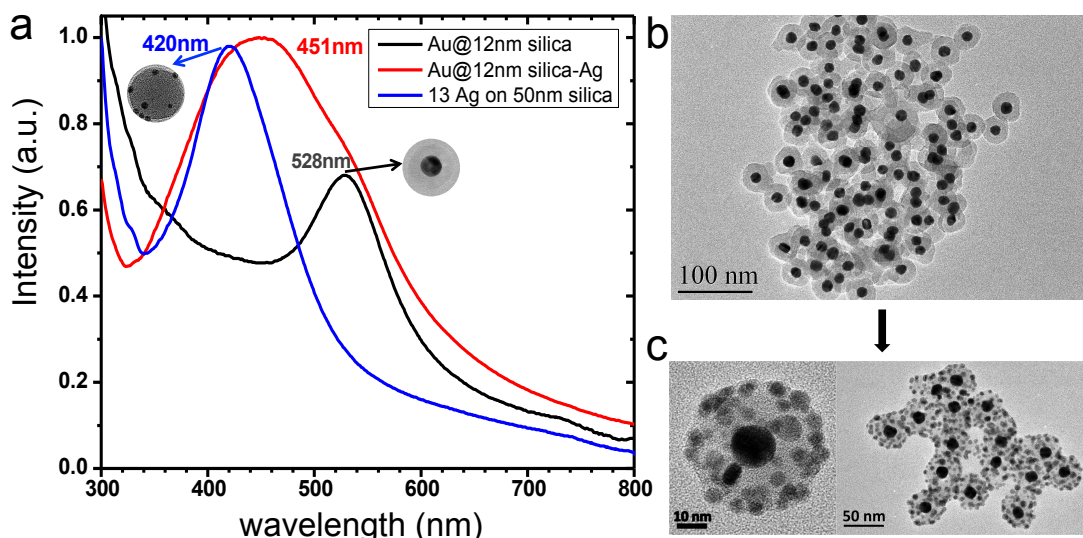 a
Intensity (a.u.)
1.0
0.8
0.6
0.4
0.2
0.0
420nm
451nm
528nm
Au@12nm silica
Au@12nm silica-Ag
13 Ag on 50nm silica
300 400 500 600 700 800
wavelength (nm)
b
100 nm
c
10 nm
50 nm